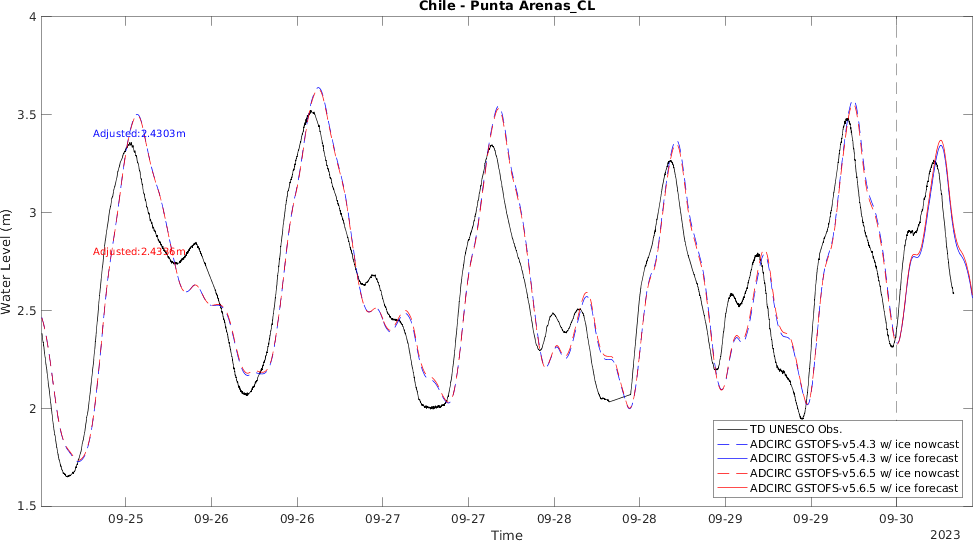 Chile - Punta Arenas_CL
4
3.5
3
2.5
2
1.5
Water Level (m)
Adjusted:2.4303m
Adjusted:2.4336m
TD UNESCO Obs.
ADCIRC GSTOFS-v5.4.3 w/ ice nowcast
ADCIRC GSTOFS-v5.4.3 w/ ice forecast
ADCIRC GSTOFS-v5.6.5 w/ ice nowcast
ADCIRC GSTOFS-v5.6.5 w/ ice forecast
09-25 09-26 09-26 09-27 09-27 09-28 09-28 09-29 09-29 09-30
Time
2023